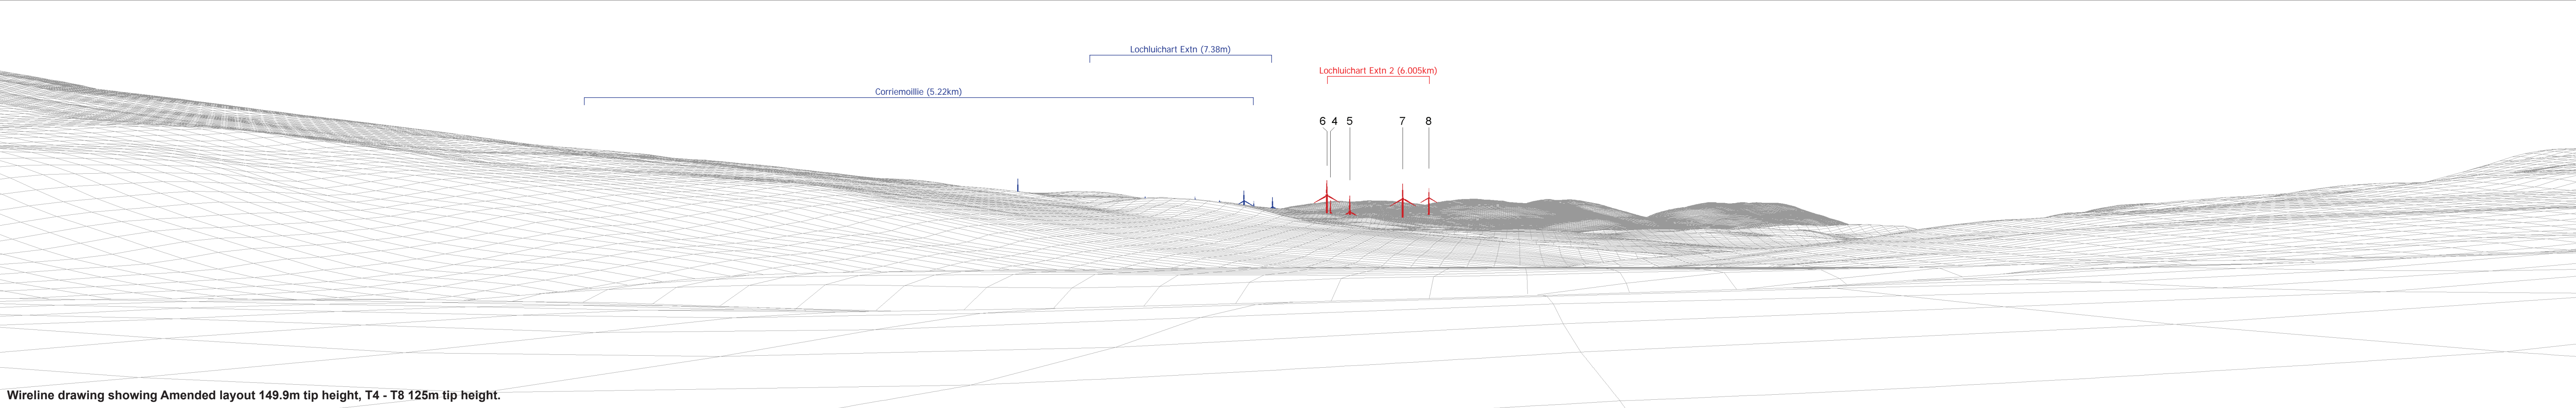 Lochluichart Extn (7.38m)
Lochluichart Extn 2 (6.005km)
Corriemoillie (5.22km)
6 4 5 7 8
Wireline drawing showing Amended layout 149.9m tip height, T4 - T8 125m tip height.